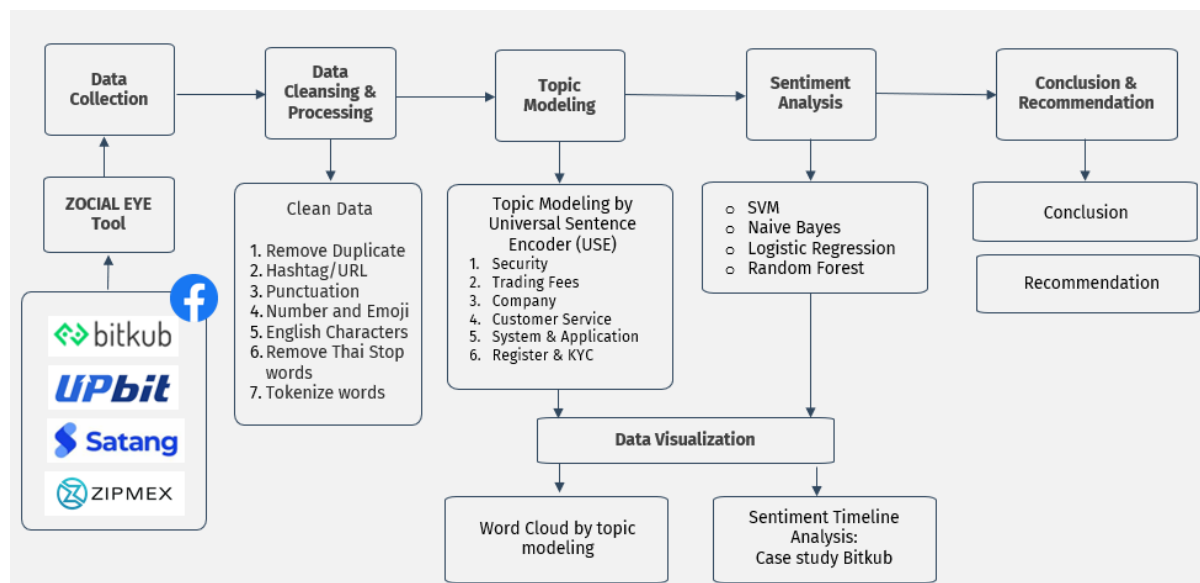 Data
Collection
Data
Cleansing &
Processing
Topic
Modeling
Sentiment
Analysis
Conclusion &
Recommendation
ZOCIAL EYE
Tool
bitkub
UPbit
Satang
ZIPMEX
Clean Data
1. Remove Duplicate
2. Hashtag/URL
3. Punctuation
4. Number and Emoji
5. English Characters
6. Remove Thai Stop
words
7. Tokenize words
Topic Modeling by
Universal Sentence
Encoder (USE)
1. Security
2. Trading Fees
3. Company
4. Customer Service
5. System & Application
6. Register & KYC
o SVM
o Naive Bayes
o Logistic Regression
o Random Forest
Conclusion
Recommendation
Data Visualization
Word Cloud by topic
modeling
Sentiment Timeline
Analysis:
Case study Bitkub